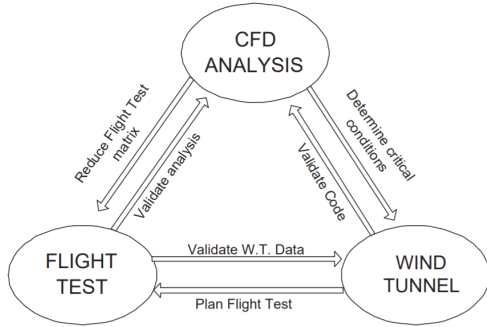 CFD
ANALYSIS
Reduce Flight Test
matrix
Validate analysis
Determine critical
conditions
Validate Code
FLIGHT
TEST
Validate W.T. Data
Plan Flight Test
WIND
TUNNEL